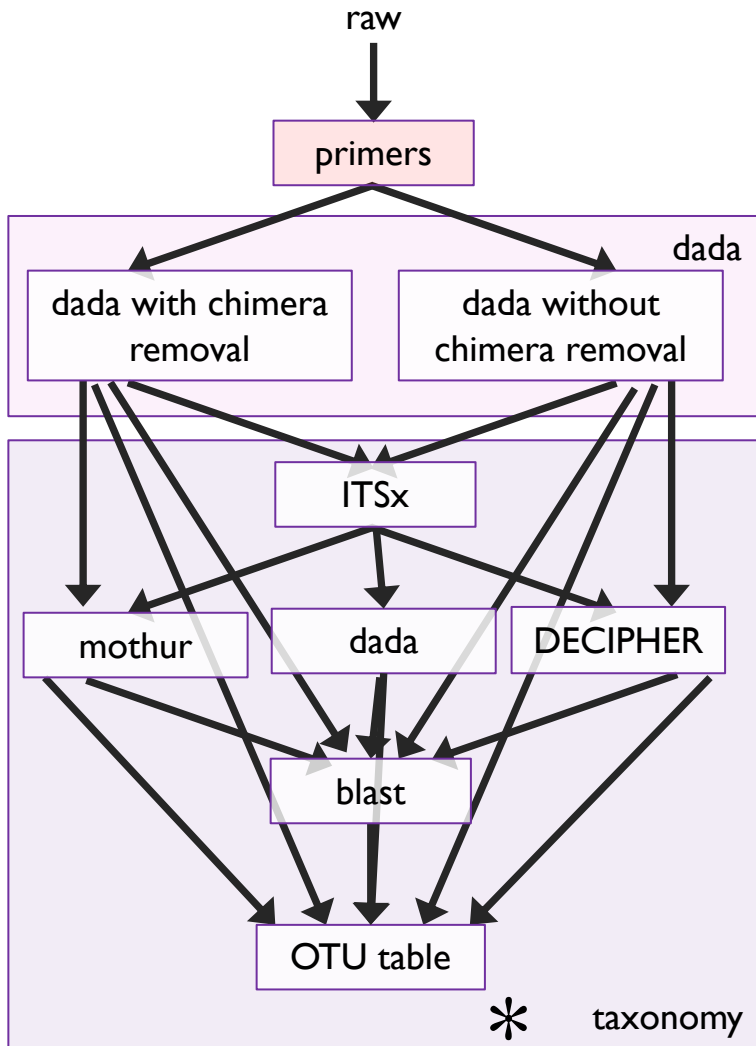 raw
primers
dada
dada with chimera
removal
dada without
chimera removal
ITSx
mothur
dada
DECIPHER
blast
OTU table
* taxonomy